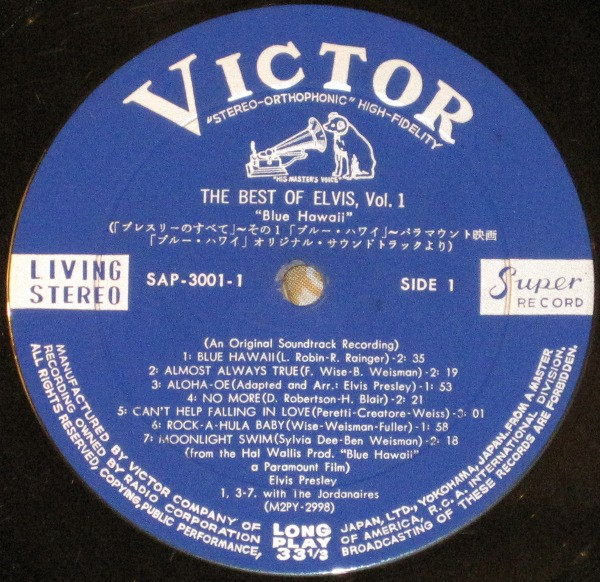 VICTOR
"STEREO-ORTHOPHONIC" HIGH-FIDELITY
"HIS MASTER'S VOICE"
THE BEST OF ELVIS, Vol. 1
"Blue Hawaii"
(「プレスリーのすべて」~その1「ブルー・ハワイ」~パラマウント映画
「ブルー・ハワイ」オリジナル・サウンドトラックより)
LIVING
STEREO
SAP-3001-1
SIDE 1
Super
RECORD
(An Original Soundtrack Recording)
1: BLUE HAWAII(L. Robin-R. Rainger)-2: 35
2: ALMOST ALWAYS TRUE(F. Wise-B. Weisman)-2: 19
3: ALOHA-OE(Adapted and Arr.: Elvis Presley)-1: 53
4: NO MORE(D. Robertson-H. Blair)-2: 21
5: CAN'T HELP FALLING IN LOVE(Peretti-Creatore-Weiss)-3: 01
6: ROCK-A-HULA BABY(Wise-Weisman-Fuller)-1: 58
7: MOONLIGHT SWIM(Sylvia Dee-Ben Weisman)-2: 18
(from the Hal Wallis Prod. "Blue Hawaii"
a Paramount Film)
Elvis Presley
1, 3-7. with The Jordanaires
(M2PY-2998)
LONG
PLAY
33 1/3
MANUFACTURED BY VICTOR COMPANY OF JAPAN, LTD., YOKOHAMA, JAPAN, FROM A MASTER
RECORDING OWNED BY RADIO CORPORATION OF AMERICA, R.C.A. INTERNATIONAL DIVISION.
ALL RIGHTS RESERVED, COPYING, PUBLIC PERFORMANCE, BROADCASTING OF THESE RECORDS ARE FORBIDDEN.